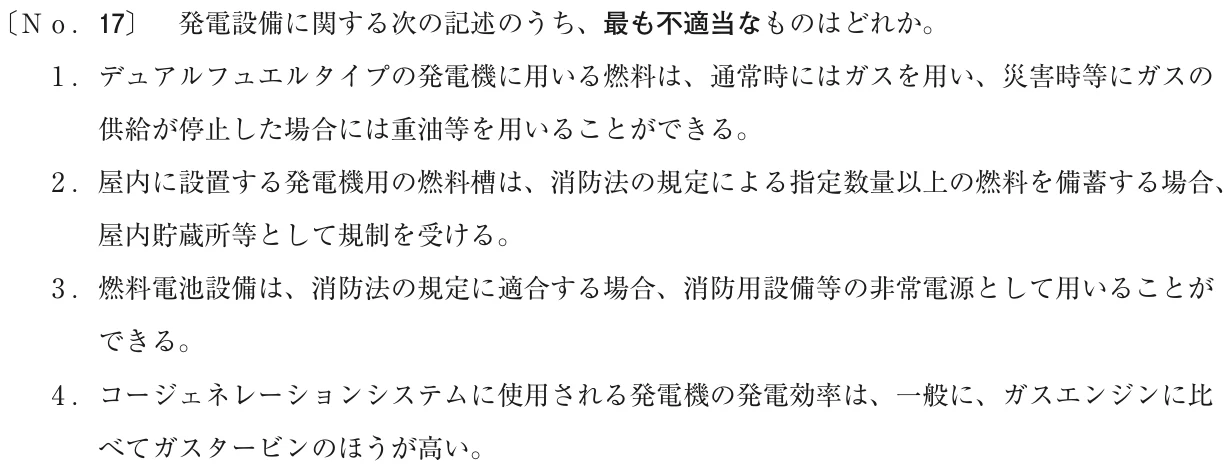 〔Ｎｏ．17〕　発電設備に関する次の記述のうち、最も不適当なものはどれか。
１．デュアルフュエルタイプの発電機に用いる燃料は、通常時にはガスを用い、災害時等にガスの
供給が停止した場合には重油等を用いることができる。
２．屋内に設置する発電機用の燃料槽は、消防法の規定による指定数量以上の燃料を備蓄する場合、
屋内貯蔵所等として規制を受ける。
３．燃料電池設備は、消防法の規定に適合する場合、消防用設備等の非常電源として用いることが
できる。
４．コージェネレーションシステムに使用される発電機の発電効率は、一般に、ガスエンジンに比
べてガスタービンのほうが高い。